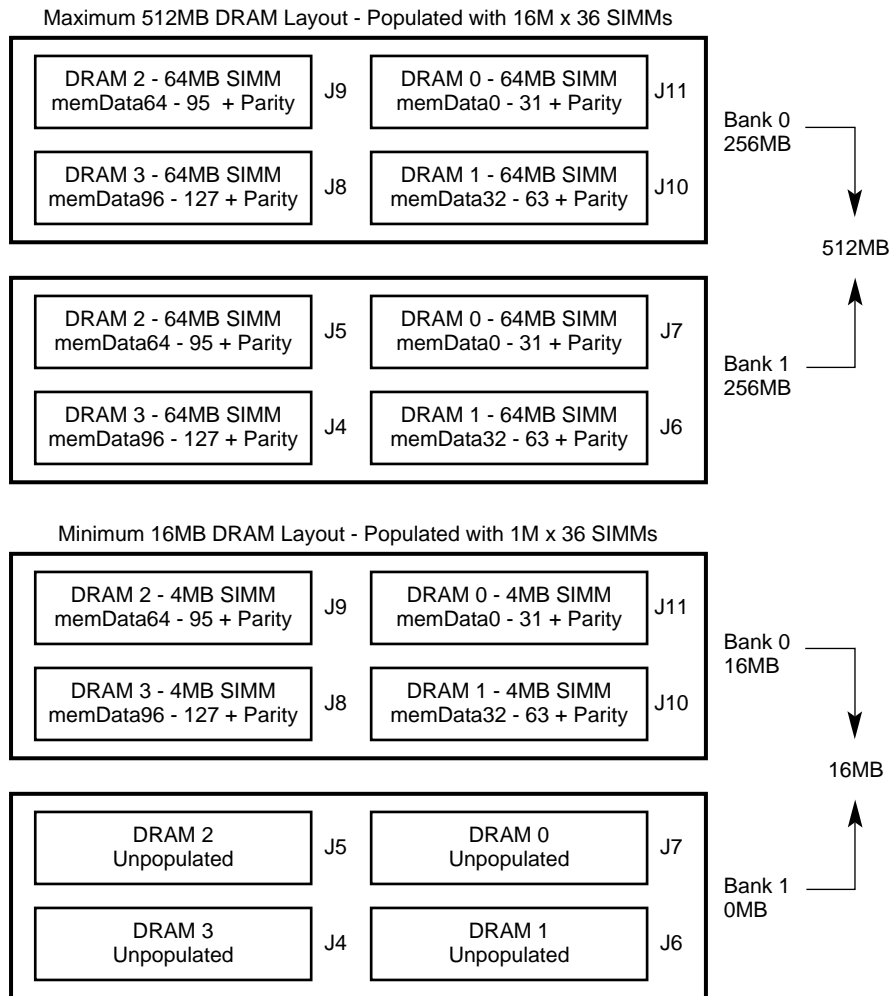 Maximum 512MB DRAM Layout - Populated with 16M x 36 SIMMs
DRAM 2 - 64MB SIMM
memData64 - 95 + Parity
J9
DRAM 0 - 64MB SIMM
memData0 - 31 + Parity
J11
DRAM 3 - 64MB SIMM
memData96 - 127 + Parity
J8
DRAM 1 - 64MB SIMM
memData32 - 63 + Parity
J10
Bank 0
256MB
512MB
DRAM 2 - 64MB SIMM
memData64 - 95 + Parity
J5
DRAM 0 - 64MB SIMM
memData0 - 31 + Parity
J7
DRAM 3 - 64MB SIMM
memData96 - 127 + Parity
J4
DRAM 1 - 64MB SIMM
memData32 - 63 + Parity
J6
Bank 1
256MB
Minimum 16MB DRAM Layout - Populated with 1M x 36 SIMMs
DRAM 2 - 4MB SIMM
memData64 - 95 + Parity
J9
DRAM 0 - 4MB SIMM
memData0 - 31 + Parity
J11
DRAM 3 - 4MB SIMM
memData96 - 127 + Parity
J8
DRAM 1 - 4MB SIMM
memData32 - 63 + Parity
J10
Bank 0
16MB
16MB
DRAM 2
Unpopulated
J5
DRAM 0
Unpopulated
J7
DRAM 3
Unpopulated
J4
DRAM 1
Unpopulated
J6
Bank 1
0MB